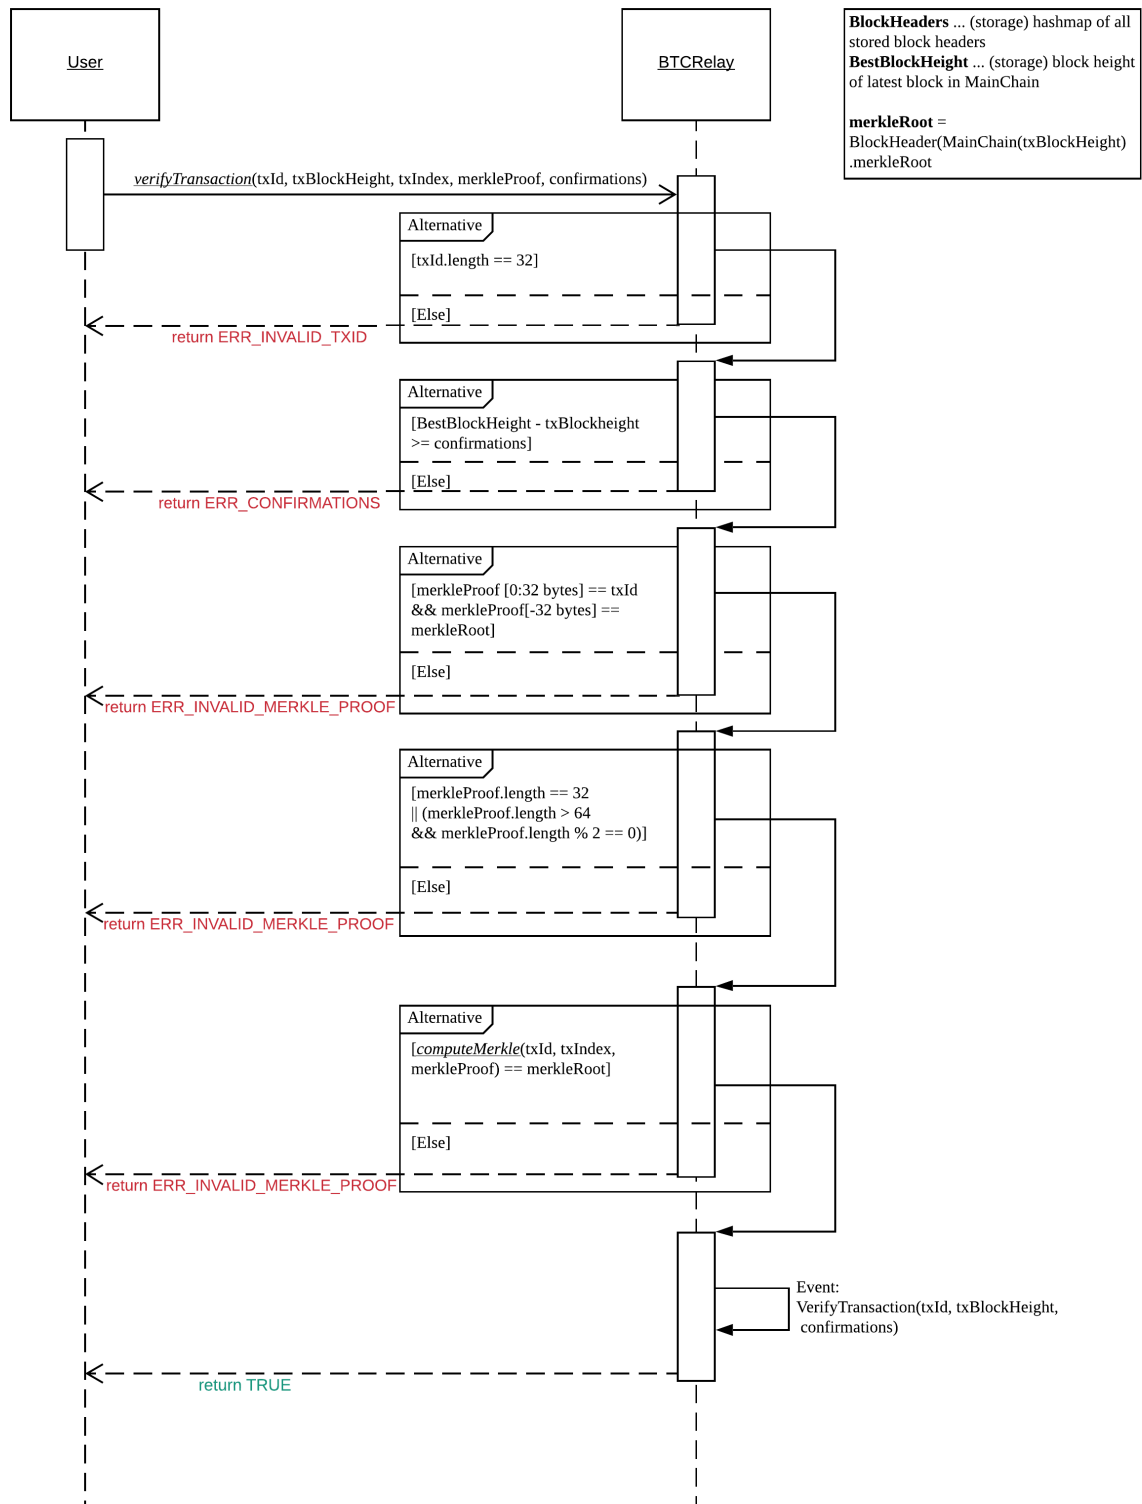 User
BTCRelay
BlockHeaders ... (storage) hashmap of all
stored block headers
BestBlockHeight ... (storage) block height
of latest block in MainChain
merkleRoot =
BlockHeader(MainChain(txBlockHeight)
.merkleRoot
verifyTransaction(txId, txBlockHeight, txIndex, merkleProof, confirmations)
Alternative
[txId.length == 32]
[Else]
return ERR_INVALID_TXID
Alternative
[BestBlockHeight - txBlockheight
>= confirmations]
[Else]
return ERR_CONFIRMATIONS
Alternative
[merkleProof [0:32 bytes] == txId
&& merkleProof[-32 bytes] ==
merkleRoot]
[Else]
return ERR_INVALID_MERKLE_PROOF
Alternative
[merkleProof.length == 32
|| (merkleProof.length > 64
&& merkleProof.length % 2 == 0)]
[Else]
return ERR_INVALID_MERKLE_PROOF
Alternative
[computeMerkle(txId, txIndex,
merkleProof) == merkleRoot]
[Else]
return ERR_INVALID_MERKLE_PROOF
Event:
VerifyTransaction(txId, txBlockHeight,
confirmations)
return TRUE